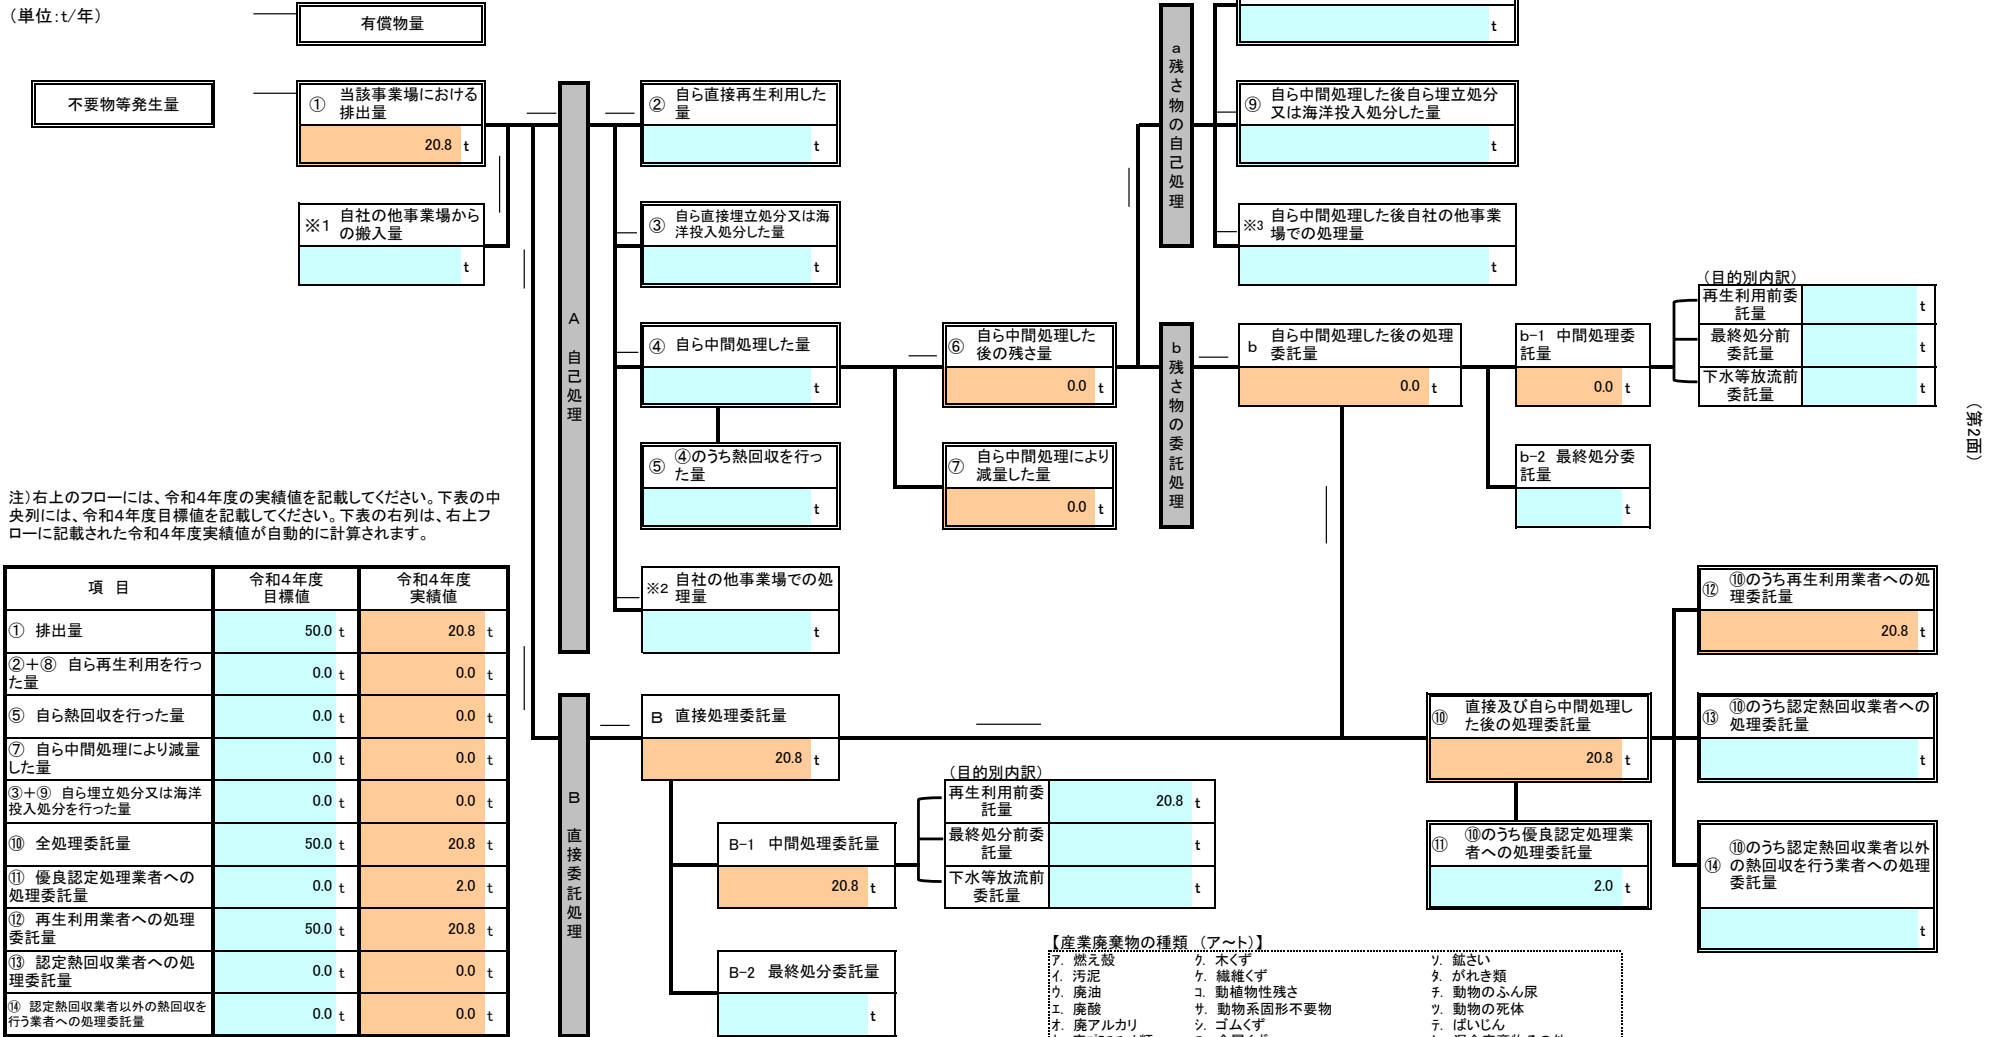 （単位：t/年）
有償物量
t
不要物等発生量
① 当該事業場における
排出量
20.8 t
※1 自社の他事業場から
の搬入量
t
A 自己処理
② 自ら直接再生利用した
量
t
③ 自ら直接埋立処分又は海
洋投入処分した量
t
④ 自ら中間処理した量
t
⑤ ④のうち熱回収を行っ
た量
t
※2 自社の他事業場での処
理量
t
⑥ 自ら中間処理した
後の残さ量
0.0 t
⑦ 自ら中間処理により
減量した量
0.0 t
a 残さ物の自己処理
⑨ 自ら中間処理した後自ら埋立処分
又は海洋投入処分した量
t
※3 自ら中間処理した後自社の他事業
場での処理量
t
b 残さ物の委託処理
b 自ら中間処理した後の処理
委託量
0.0 t
b-1 中間処理委
託量
0.0 t
b-2 最終処分委
託量
t
（目的別内訳）
再生利用前委
託量
t
最終処分前
委託量
t
下水等放流前
委託量
t
（第2面）
注）右上のフローには、令和4年度の実績値を記載してください。下表の中
央列には、令和4年度目標値を記載してください。下表の右列は、右上フ
ローに記載された令和4年度実績値が自動的に計算されます。
項 目
令和4年度
目標値
令和4年度
実績値
① 排出量 50.0 t 20.8 t
②＋⑧ 自ら再生利用を行っ
た量 0.0 t 0.0 t
⑤ 自ら熱回収を行った量 0.0 t 0.0 t
⑦ 自ら中間処理により減量
した量 0.0 t 0.0 t
③＋⑨ 自ら埋立処分又は海洋
投入処分を行った量 0.0 t 0.0 t
⑩ 全処理委託量 50.0 t 20.8 t
⑪ 優良認定処理業者への
処理委託量 0.0 t 2.0 t
⑫ 再生利用業者への処理
委託量 50.0 t 20.8 t
⑬ 認定熱回収業者への処
理委託量 0.0 t 0.0 t
⑭ 認定熱回収業者以外の熱回収を
行う業者への処理委託量 0.0 t 0.0 t
B 直接委託処理
B 直接処理委託量
20.8 t
B-1 中間処理委託量
20.8 t
B-2 最終処分委託量
t
（目的別内訳）
再生利用前委
託量
20.8 t
最終処分前委
託量
t
下水等放流前
委託量
t
⑩ 直接及び自ら中間処理し
た後の処理委託量
20.8 t
⑪ ⑩のうち優良認定処理業
者への処理委託量
2.0 t
⑫ ⑩のうち再生利用業者への処
理委託量
20.8 t
⑬ ⑩のうち認定熱回収業者への
処理委託量
t
⑭ ⑩のうち認定熱回収業者以外
の熱回収を行う業者への処理
委託量
t
【産業廃棄物の種類 （ア～ト）】
ア. 燃え殻 ク. 木くず ソ. 鉱さい
イ. 汚泥 ケ. 繊維くず タ. がれき類
ウ. 廃油 コ. 動植物性残さ チ. 動物のふん尿
エ. 廃酸 サ. 動物系固形不要物 ツ. 動物の死体
オ. 廃アルカリ シ. ゴムくず テ. ばいじん